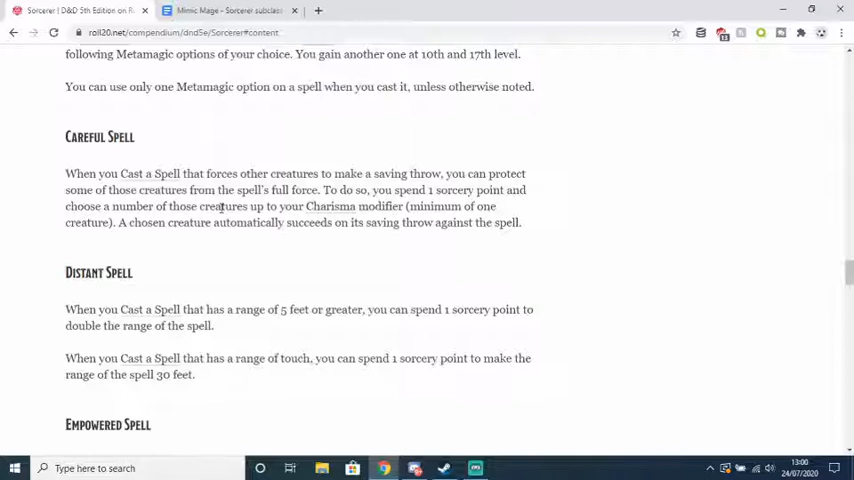 Sorcerer | D&D 5th Edition on R
Mimic Mage - Sorcerer subclass
roll20.net/compendium/dnd5e/Sorcerer#content
following Metamagic options of your choice. You gain another one at 10th and 17th level.
You can use only one Metamagic option on a spell when you cast it, unless otherwise noted.
CAREFUL SPELL
When you Cast a Spell that forces other creatures to make a saving throw, you can protect
some of those creatures from the spell's full force. To do so, you spend 1 sorcery point and
choose a number of those creatures up to your Charisma modifier (minimum of one
creature). A chosen creature automatically succeeds on its saving throw against the spell.
DISTANT SPELL
When you Cast a Spell that has a range of 5 feet or greater, you can spend 1 sorcery point to
double the range of the spell.
When you Cast a Spell that has a range of touch, you can spend 1 sorcery point to make the
range of the spell 30 feet.
EMPOWERED SPELL
Type here to search
13:00
24/07/2020